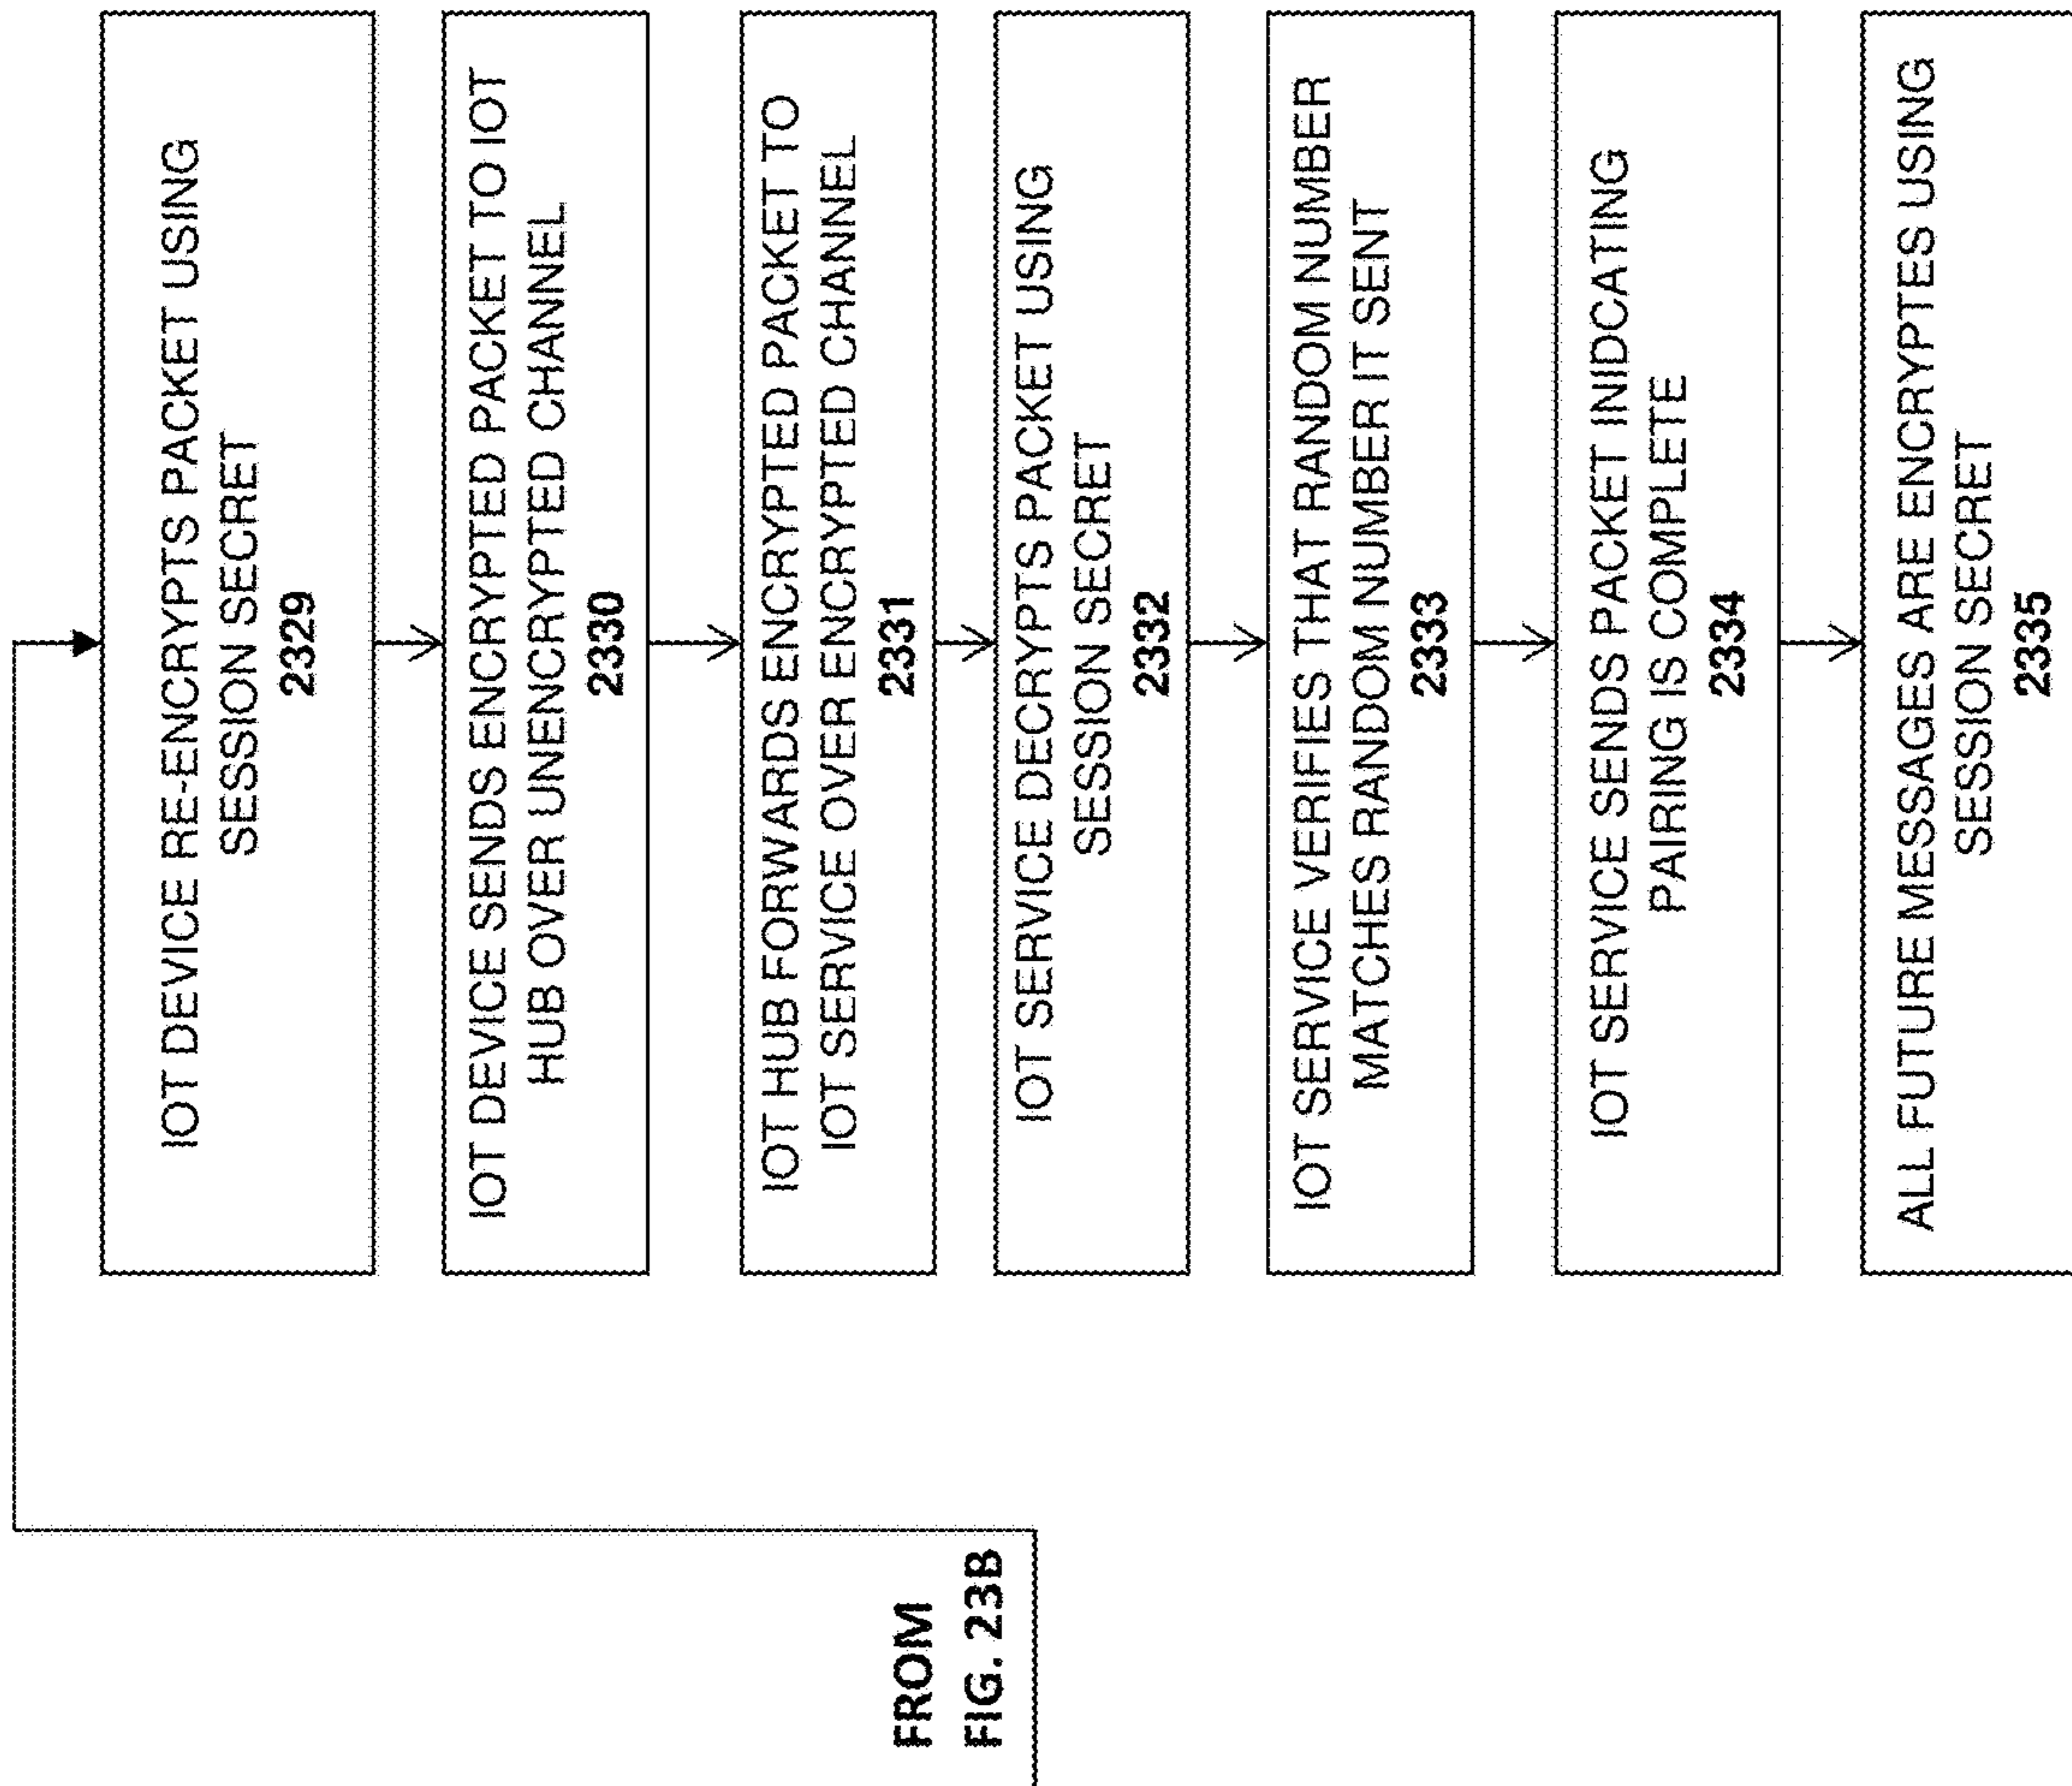 FROM
FIG. 23B
IOT DEVICE RE-ENCRYPTS PACKET USING
SESSION SECRET
2329
IOT DEVICE SENDS ENCRYPTED PACKET TO IOT
HUB OVER UNENCRYPTED CHANNEL
2330
IOT HUB FORWARDS ENCRYPTED PACKET TO
IOT SERVICE OVER ENCRYPTED CHANNEL
2331
IOT SERVICE DECRYPTS PACKET USING
SESSION SECRET
2332
IOT SERVICE VERIFIES THAT RANDOM NUMBER
MATCHES RANDOM NUMBER IT SENT
2333
IOT SERVICE SENDS PACKET INIDCATING
PAIRING IS COMPLETE
2334
ALL FUTURE MESSAGES ARE ENCRYPTES USING
SESSION SECRET
2335